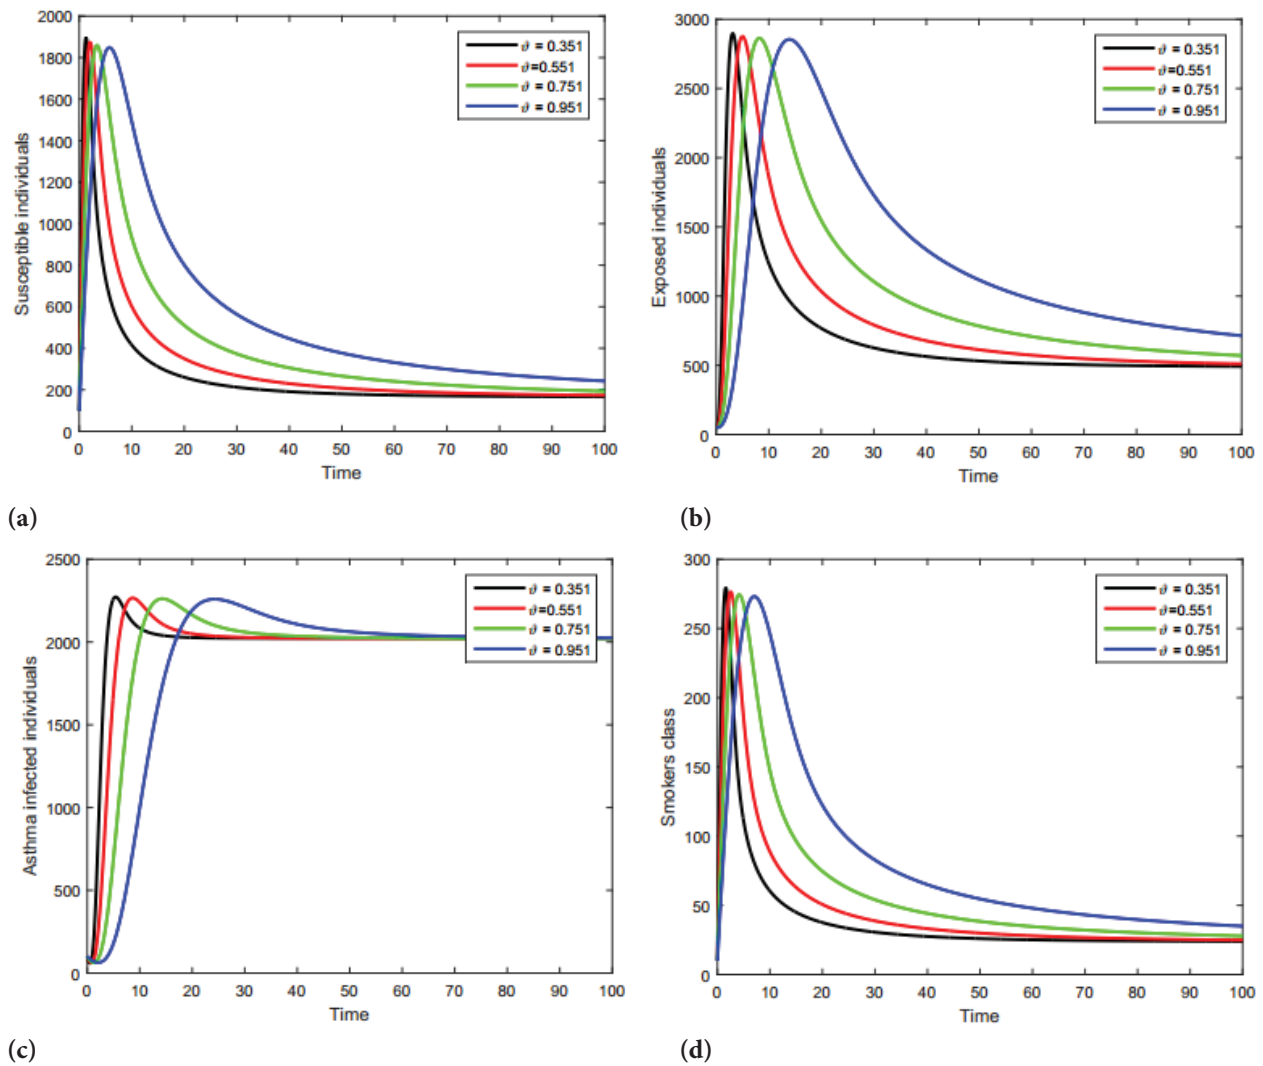 2000
1800
1600
1400
1200
1000
800
600
400
200
0
Susceptible individuals
ϑ = 0.351
ϑ=0.551
ϑ = 0.751
ϑ = 0.951
0 10 20 30 40 50 60 70 80 90 100
Time
(a)
3000
2500
2000
1500
1000
500
0
Exposed individuals
ϑ = 0.351
ϑ=0.551
ϑ = 0.751
ϑ = 0.951
0 10 20 30 40 50 60 70 80 90 100
Time
(b)
2500
2000
1500
1000
500
0
Asthma infected individuals
ϑ = 0.351
ϑ=0.551
ϑ = 0.751
ϑ = 0.951
0 10 20 30 40 50 60 70 80 90 100
Time
(c)
300
250
200
150
100
50
0
Smokers class
ϑ = 0.351
ϑ=0.551
ϑ = 0.751
ϑ = 0.951
0 10 20 30 40 50 60 70 80 90 100
Time
(d)